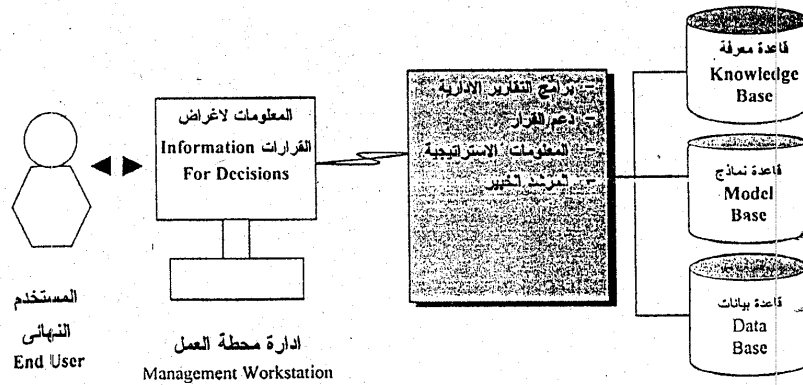 المستخدم
النهائى
End User
المعلومات لاغراض
القرارات Information
For Decisions
ادارة محطة العمل
Management Workstation
- برامج التقارير الادارية
- دعم القرار
- المعلومات الاستراتيجية
- المرشد الخبير
قاعدة معرفة
Knowledge
Base
قاعدة نماذج
Model
Base
قاعدة بيانات
Data
Base